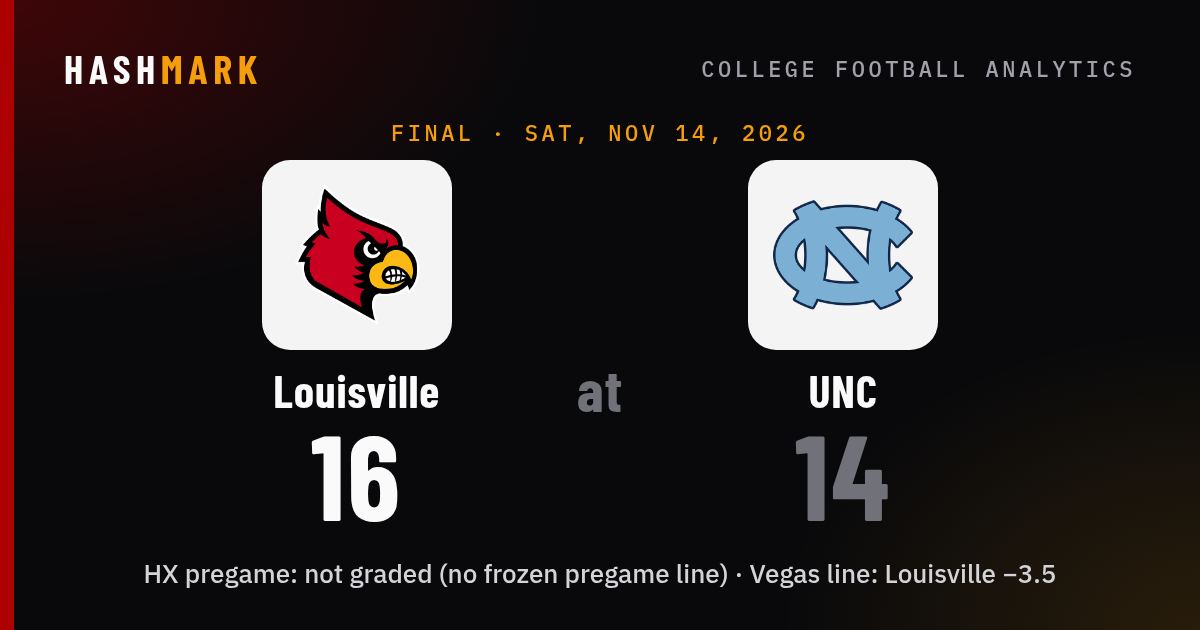 HASHMARK
COLLEGE FOOTBALL ANALYTICS
FINAL · SAT, NOV 14, 2026
NC
Louisville
at
UNC
16
14
HX pregame: not graded (no frozen pregame line) · Vegas line: Louisville −3.5